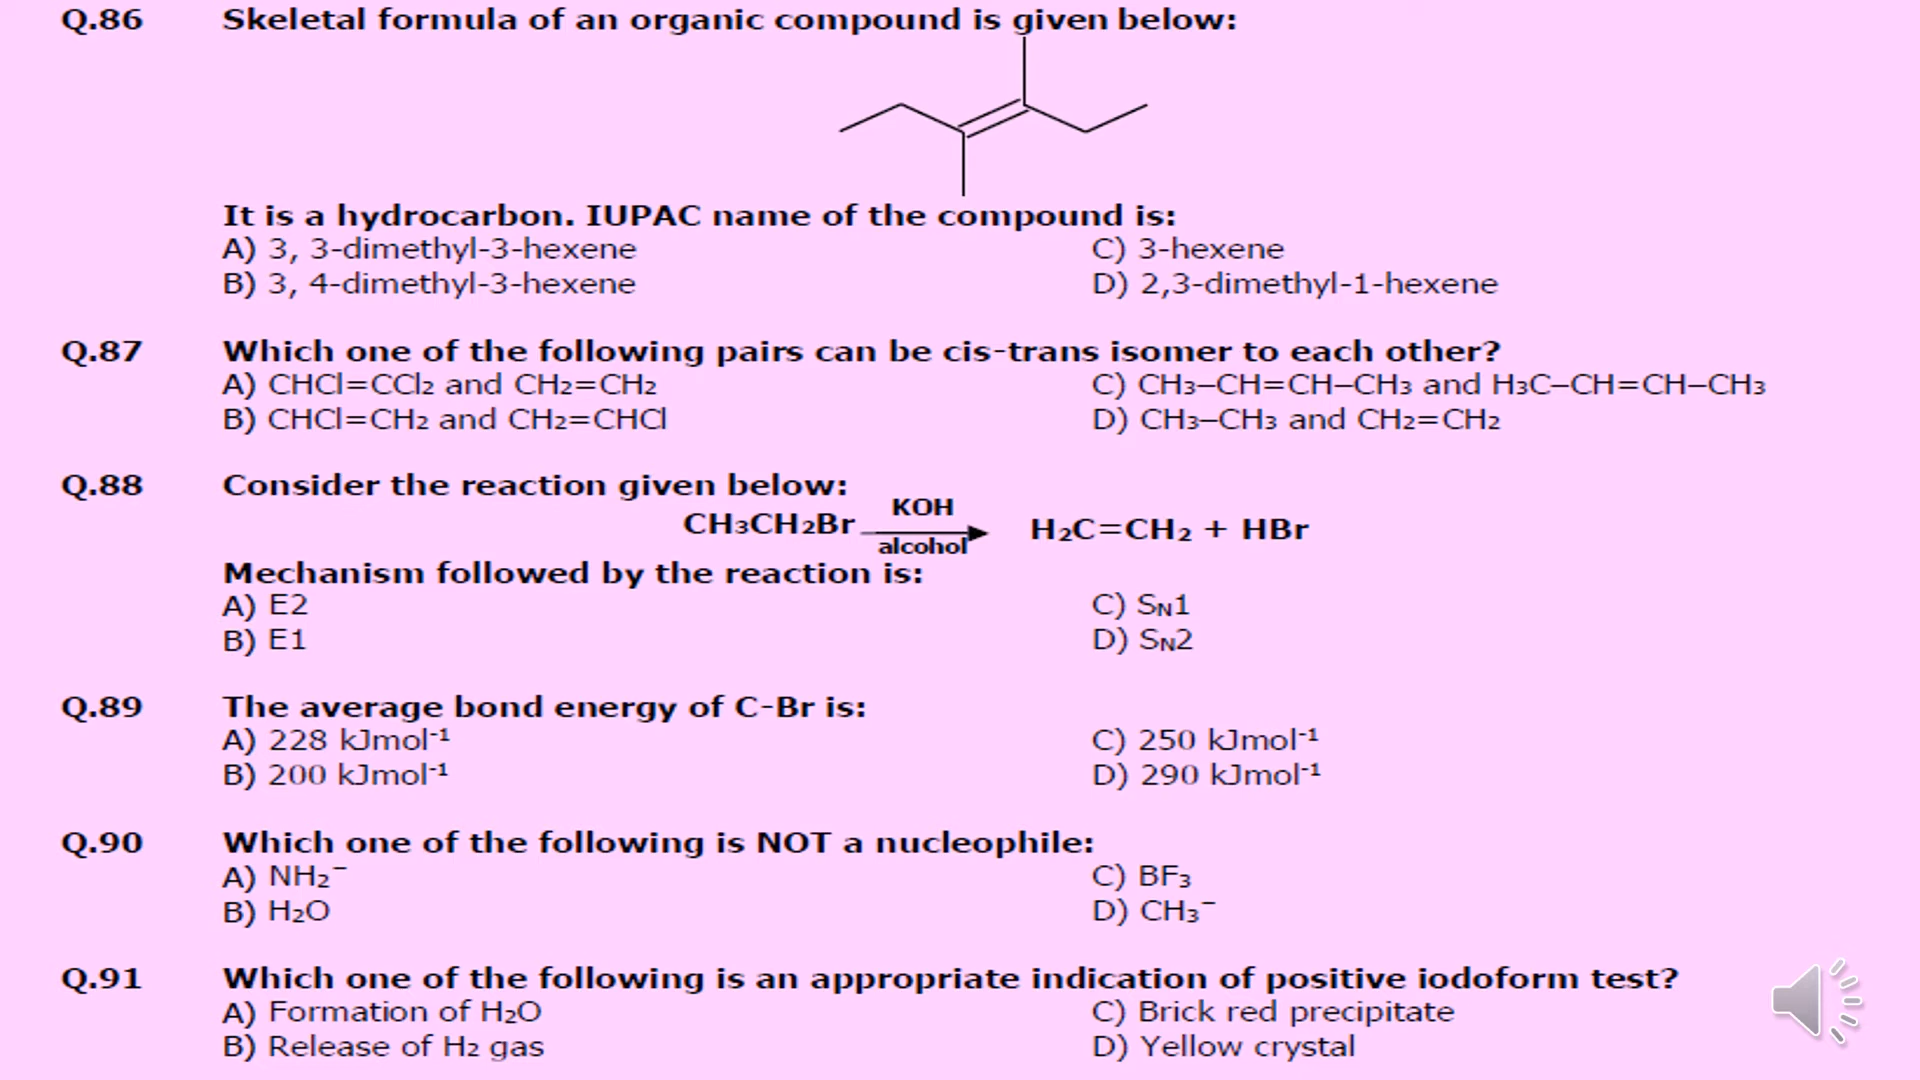 Q.86 Skeletal formula of an organic compound is given below:
It is a hydrocarbon. IUPAC name of the compound is:
A) 3, 3-dimethyl-3-hexene C) 3-hexene
B) 3, 4-dimethyl-3-hexene D) 2,3-dimethyl-1-hexene
Q.87 Which one of the following pairs can be cis-trans isomer to each other?
A) CHCl=CCl₂ and CH₂=CH₂ C) CH₃–CH=CH–CH₃ and H₃C–CH=CH–CH₃
B) CHCl=CH₂ and CH₂=CHCl D) CH₃–CH₃ and CH₂=CH₂
Q.88 Consider the reaction given below:
KOH
CH₃CH₂Br H₂C=CH₂ + HBr
alcohol
Mechanism followed by the reaction is:
A) E2 C) SN1
B) E1 D) SN2
Q.89 The average bond energy of C-Br is:
A) 228 kJmol⁻¹ C) 250 kJmol⁻¹
B) 200 kJmol⁻¹ D) 290 kJmol⁻¹
Q.90 Which one of the following is NOT a nucleophile:
A) NH₂⁻ C) BF₃
B) H₂O D) CH₃⁻
Q.91 Which one of the following is an appropriate indication of positive iodoform test?
A) Formation of H₂O C) Brick red precipitate
B) Release of H₂ gas D) Yellow crystal